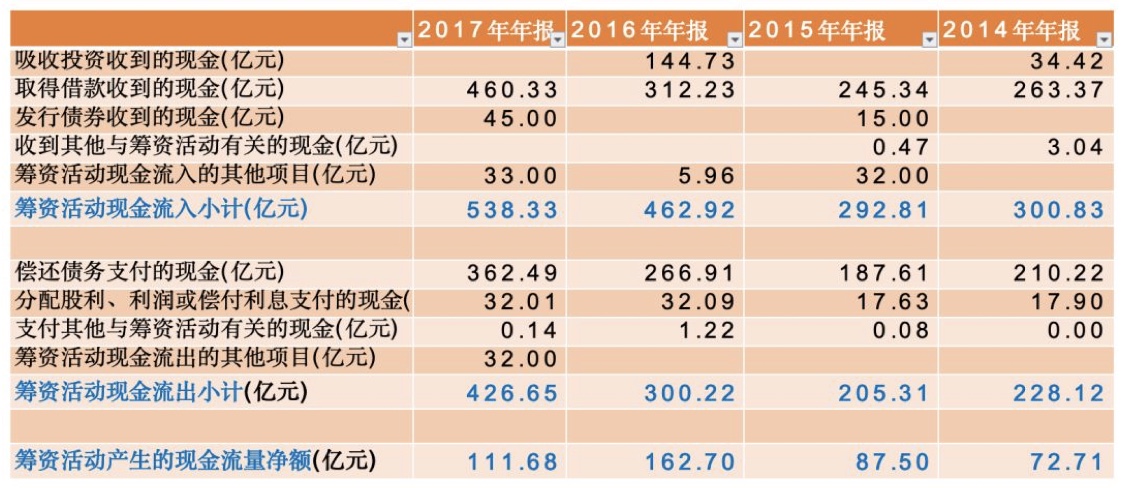 2017年年报 2016年年报 2015年年报 2014年年报
吸收投资收到的现金(亿元) 144.73 34.42
取得借款收到的现金(亿元) 460.33 312.23 245.34 263.37
发行债券收到的现金(亿元) 45.00 15.00
收到其他与筹资活动有关的现金(亿元) 0.47 3.04
筹资活动现金流入的其他项目(亿元) 33.00 5.96 32.00
筹资活动现金流入小计(亿元) 538.33 462.92 292.81 300.83
偿还债务支付的现金(亿元) 362.49 266.91 187.61 210.22
分配股利、利润或偿付利息支付的现金( 32.01 32.09 17.63 17.90
支付其他与筹资活动有关的现金(亿元) 0.14 1.22 0.08 0.00
筹资活动现金流出的其他项目(亿元) 32.00
筹资活动现金流出小计(亿元) 426.65 300.22 205.31 228.12
筹资活动产生的现金流量净额(亿元) 111.68 162.70 87.50 72.71